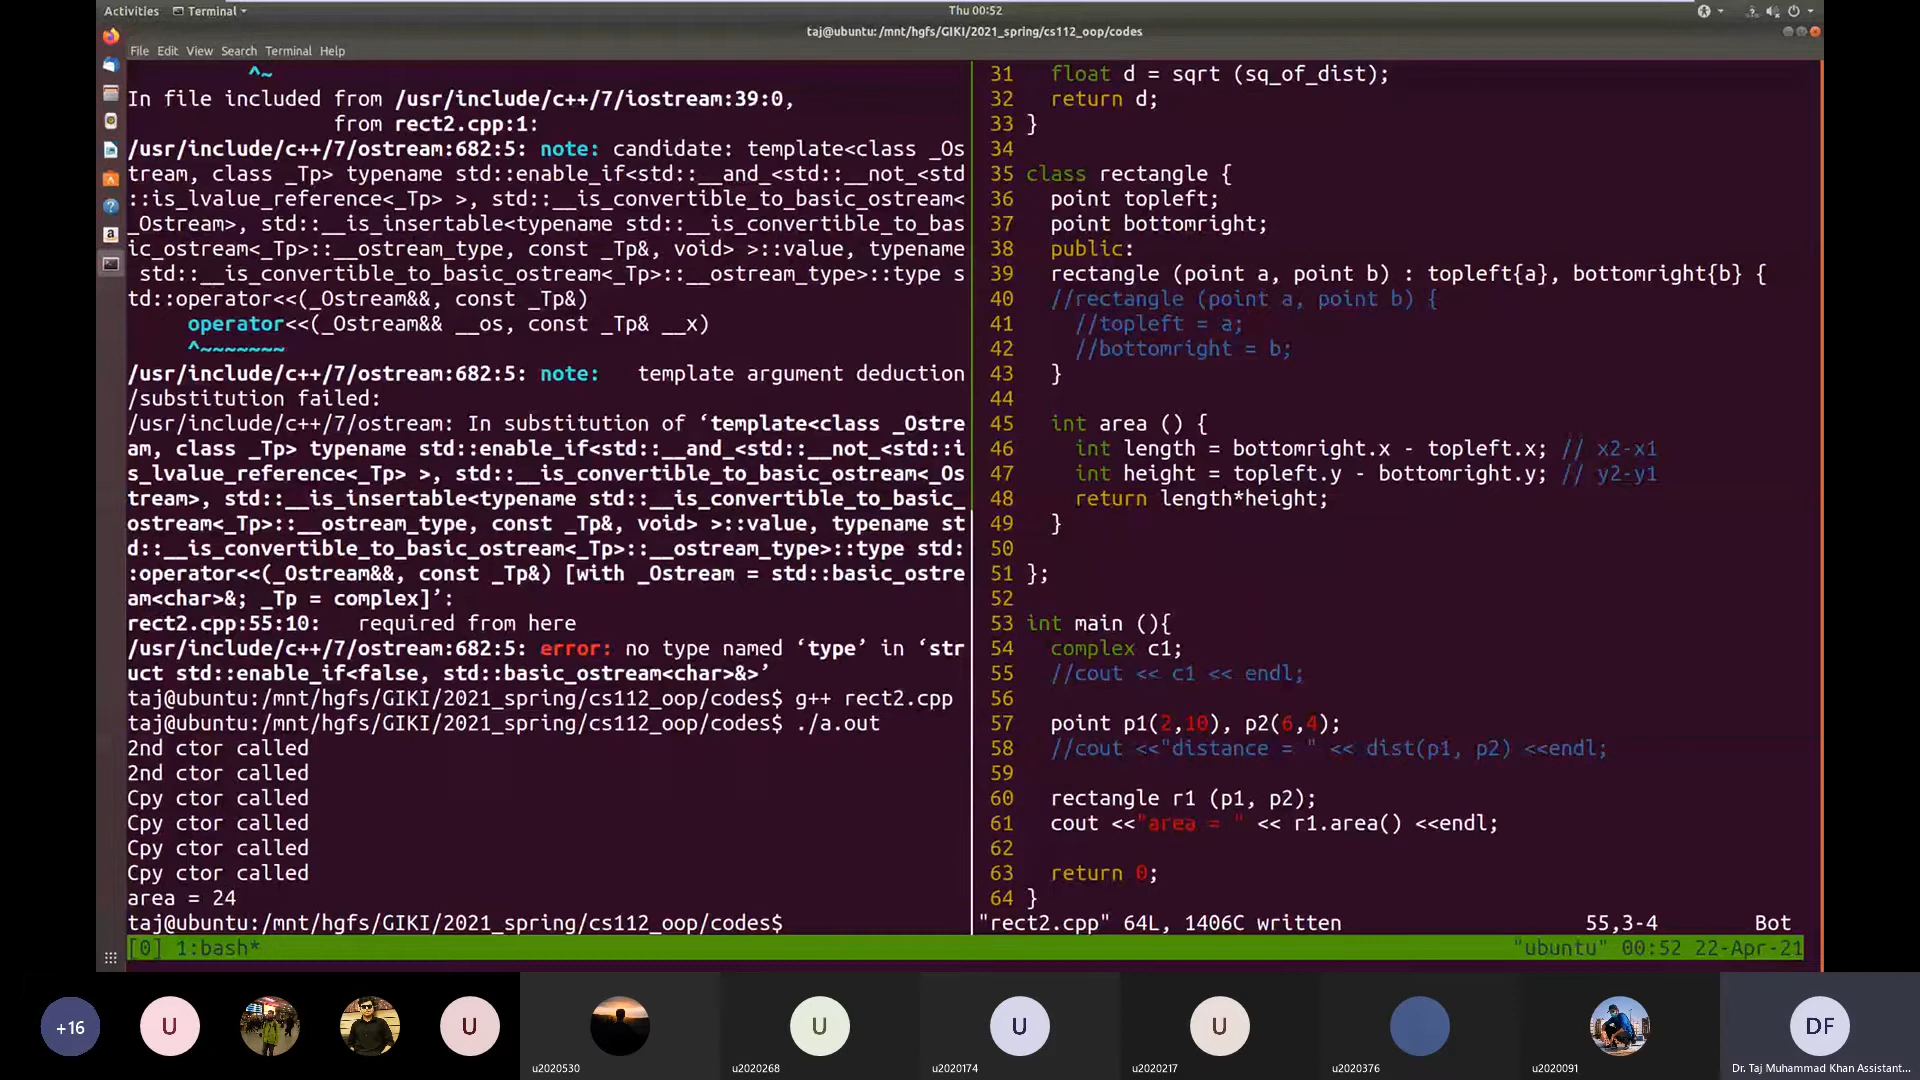 Activities
Terminal
Thu 00:52
taj@ubuntu: /mnt/hgfs/GIKI/2021_spring/cs112_oop/codes
File Edit View Search Terminal Help
^~
In file included from /usr/include/c++/7/iostream:39:0,
from rect2.cpp:1:
/usr/include/c++/7/ostream:682:5: note: candidate: template<class _Os
tream, class _Tp> typename std::enable_if<std::__and_<std::__not_<std
::is_lvalue_reference<_Tp> >, std::__is_convertible_to_basic_ostream<
_Ostream>, std::__is_insertable<typename std::__is_convertible_to_bas
ic_ostream<_Tp>::__ostream_type, const _Tp&, void> >::value, typename
std::__is_convertible_to_basic_ostream<_Tp>::__ostream_type>::type s
td::operator<<(_Ostream&&, const _Tp&)
operator<<(_Ostream&& __os, const _Tp& __x)
^~~~~~~~
/usr/include/c++/7/ostream:682:5: note:   template argument deduction
/substitution failed:
/usr/include/c++/7/ostream: In substitution of ‘template<class _Ostre
am, class _Tp> typename std::enable_if<std::__and_<std::__not_<std::i
s_lvalue_reference<_Tp> >, std::__is_convertible_to_basic_ostream<_Os
tream>, std::__is_insertable<typename std::__is_convertible_to_basic_
ostream<_Tp>::__ostream_type, const _Tp&, void> >::value, typename st
d::__is_convertible_to_basic_ostream<_Tp>::__ostream_type>::type std:
:operator<<(_Ostream&&, const _Tp&) [with _Ostream = std::basic_ostre
am<char>&; _Tp = complex]’:
rect2.cpp:55:10:   required from here
/usr/include/c++/7/ostream:682:5: error: no type named ‘type’ in ‘str
uct std::enable_if<false, std::basic_ostream<char>&>’
taj@ubuntu:/mnt/hgfs/GIKI/2021_spring/cs112_oop/codes$ g++ rect2.cpp
taj@ubuntu:/mnt/hgfs/GIKI/2021_spring/cs112_oop/codes$ ./a.out
2nd ctor called
2nd ctor called
Cpy ctor called
Cpy ctor called
Cpy ctor called
Cpy ctor called
area = 24
taj@ubuntu:/mnt/hgfs/GIKI/2021_spring/cs112_oop/codes$
31   float d = sqrt (sq_of_dist);
32   return d;
33 }
34
35 class rectangle {
36   point topleft;
37   point bottomright;
38   public:
39   rectangle (point a, point b) : topleft{a}, bottomright{b} {
40   //rectangle (point a, point b) {
41     //topleft = a;
42     //bottomright = b;
43   }
44
45   int area () {
46     int length = bottomright.x - topleft.x; // x2-x1
47     int height = topleft.y - bottomright.y; // y2-y1
48     return length*height;
49   }
50
51 };
52
53 int main (){
54   complex c1;
55   //cout << c1 << endl;
56
57   point p1(2,10), p2(6,4);
58   //cout <<"distance = " << dist(p1, p2) <<endl;
59
60   rectangle r1 (p1, p2);
61   cout <<"area = " << r1.area() <<endl;
62
63   return 0;
64 }
"rect2.cpp" 64L, 1406C written 55,3-4 Bot
[0] 1:bash* "ubuntu" 00:52 22-Apr-21
+16
U
U
U
U
U
DF
u2020530
u2020268
u2020174
u2020217
u2020376
u2020091
Dr. Taj Muhammad Khan Assistant...